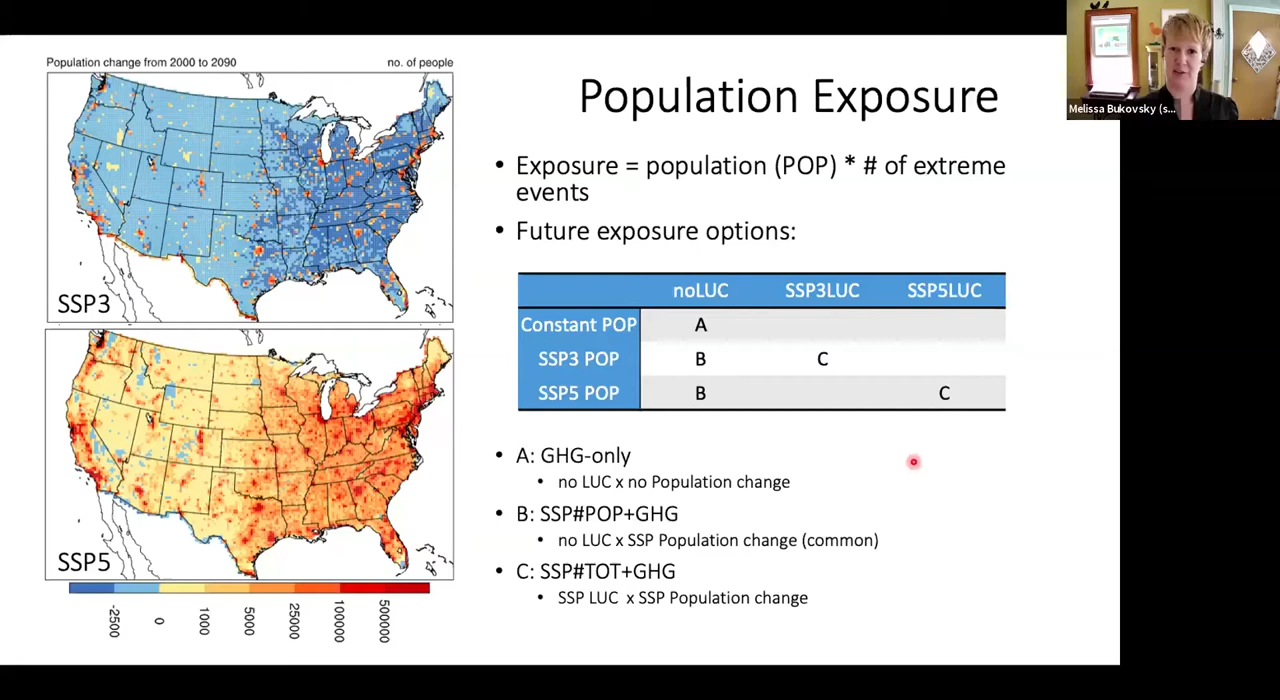 Population change from 2000 to 2090 no. of people
SSP3
SSP5
-2500 0 1000 5000 25000 100000 500000
Population Exposure
• Exposure = population (POP) * # of extreme
events
• Future exposure options:
noLUC SSP3LUC SSP5LUC
Constant POP A
SSP3 POP B C
SSP5 POP B C
• A: GHG-only
• no LUC x no Population change
• B: SSP#POP+GHG
• no LUC x SSP Population change (common)
• C: SSP#TOT+GHG
• SSP LUC x SSP Population change
Melissa Bukovsky (s...